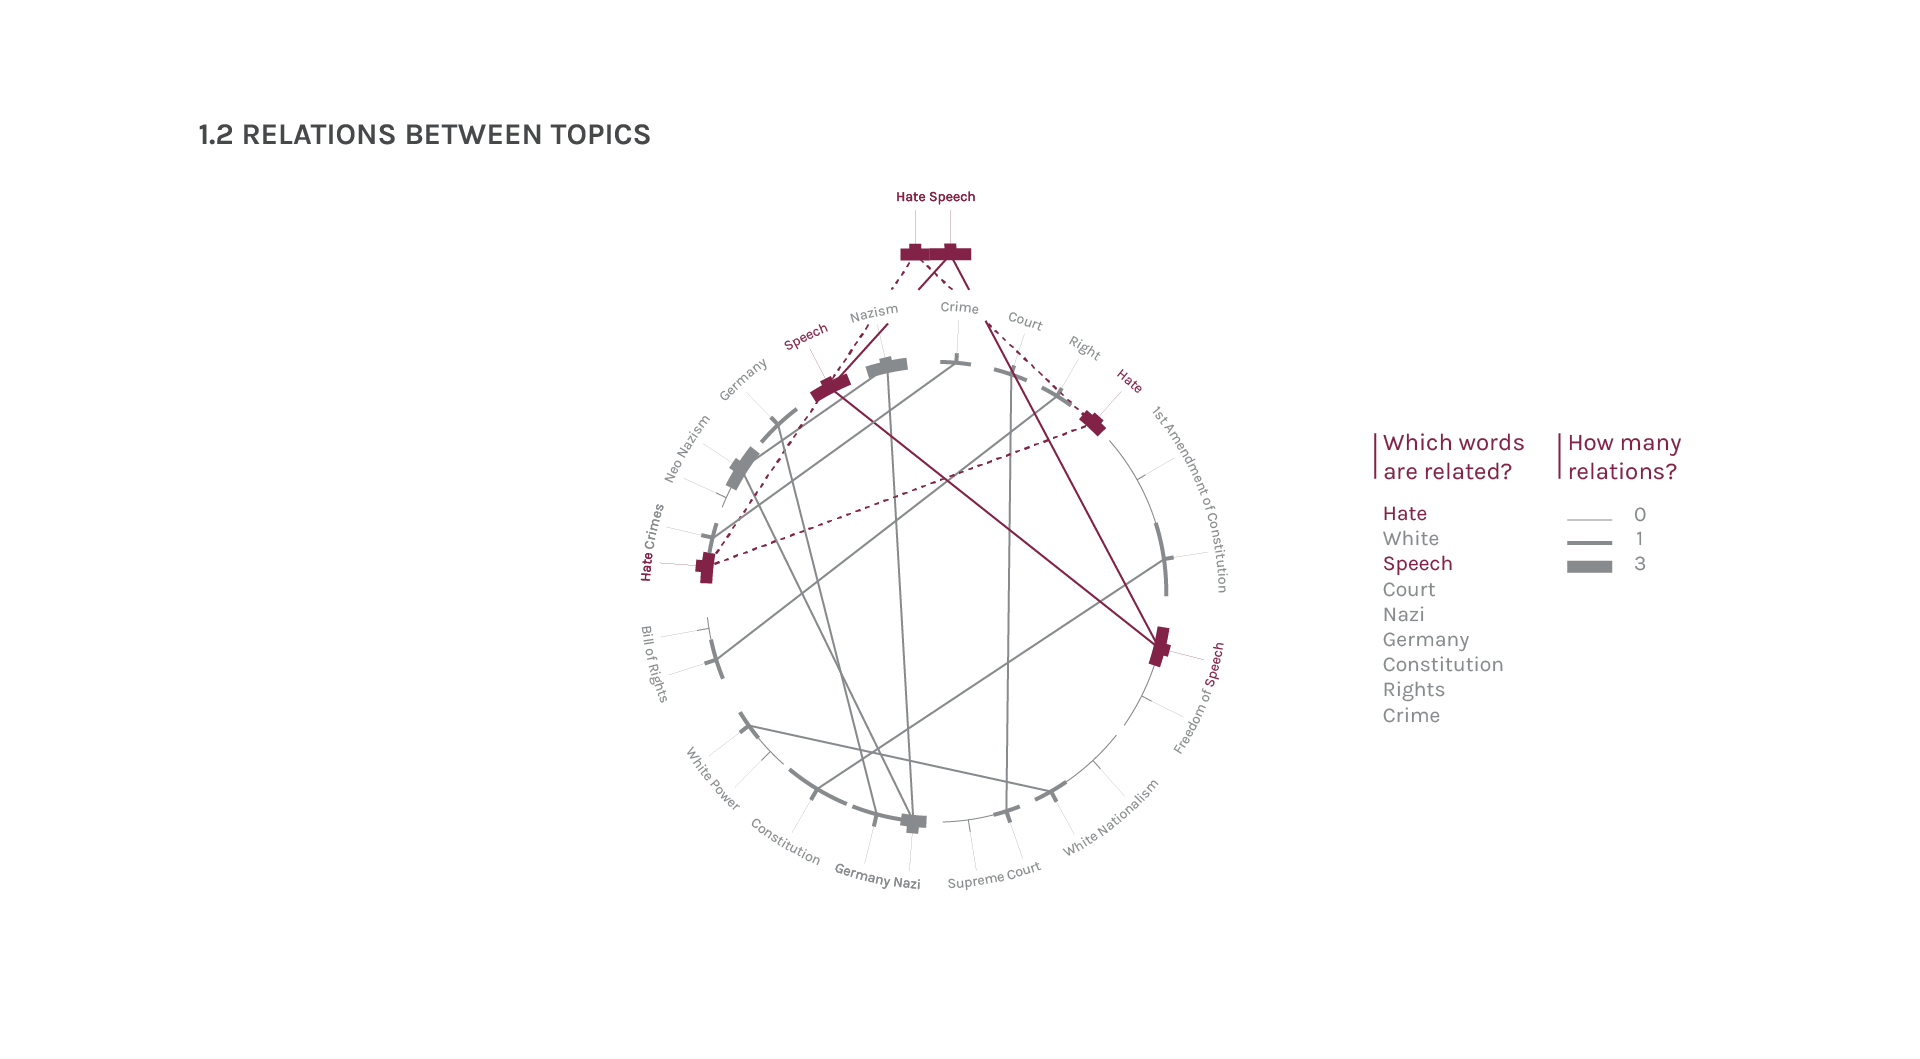 1.2 RELATIONS BETWEEN TOPICS
Hate Speech
Nazism
Crime
Court
Right
Hate
1st Amendment of Constitution
Freedom of Speech
White Nationalism
Supreme Court
Germany Nazi
Constitution
White Power
Bill of Rights
Hate Crimes
Neo Nazism
Germany
Speech
Which words
are related?
Hate
White
Speech
Court
Nazi
Germany
Constitution
Rights
Crime
How many
relations?
0
1
3